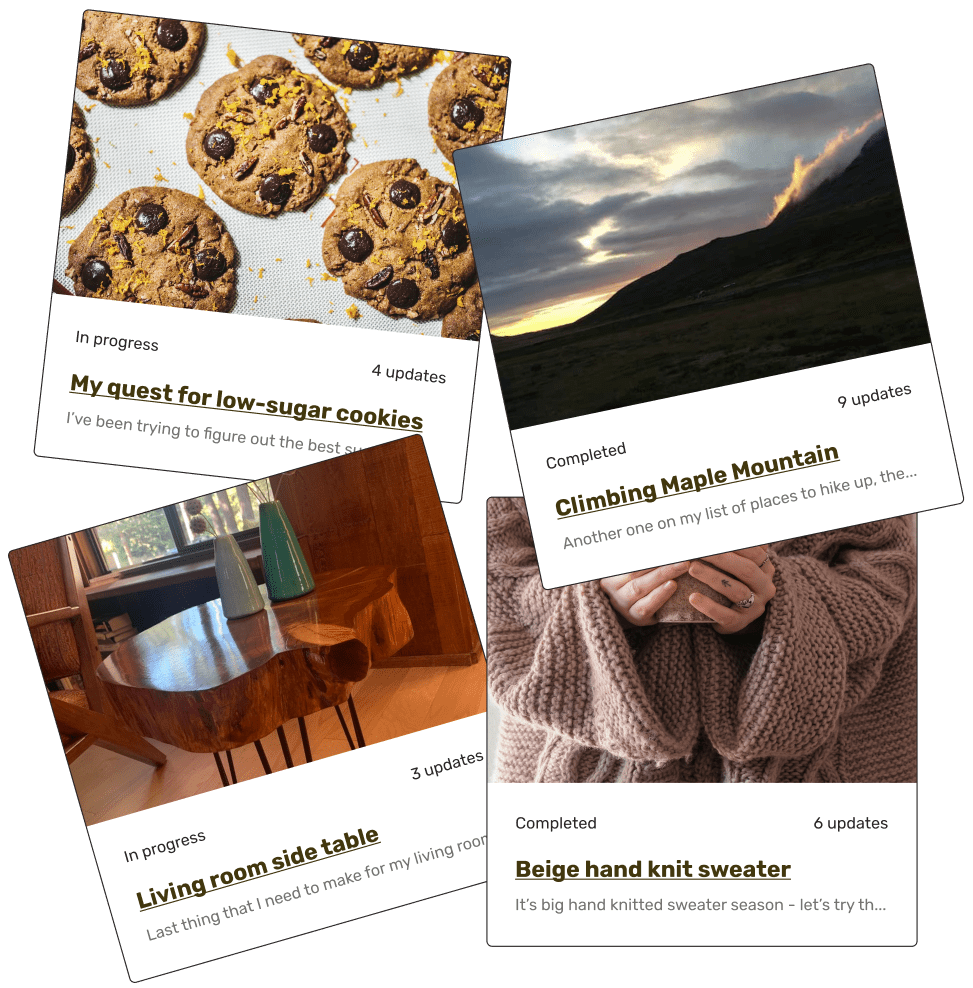 In progress
4 updates
My quest for low-sugar cookies
I've been trying to figure out the best
9 updates
Completed
Climbing Maple Mountain
Another one on my list of places to hike up, the...
3 updates
In progress
Living room side table
Last thing that I need to make for my living room
Completed
6 updates
Beige hand knit sweater
It's big hand knitted sweater season - let's try th...